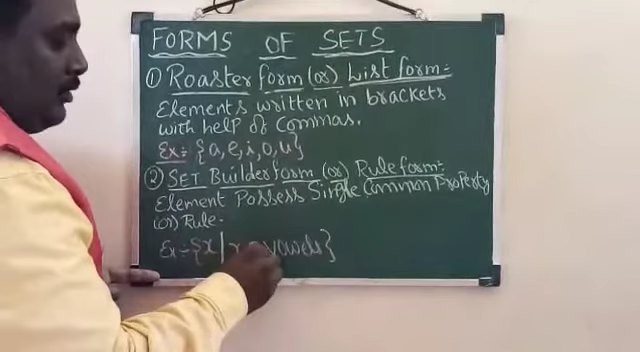 FORMS OF SETS
① Roaster form (or) List form:-
Elements written in brackets
with help of Commas.
Ex:- {a, e, i, o, u}
② SET Builder form (or) Rule form:-
Element Possess Single Common Property
(or) Rule.
Ex:- {x | vowels}